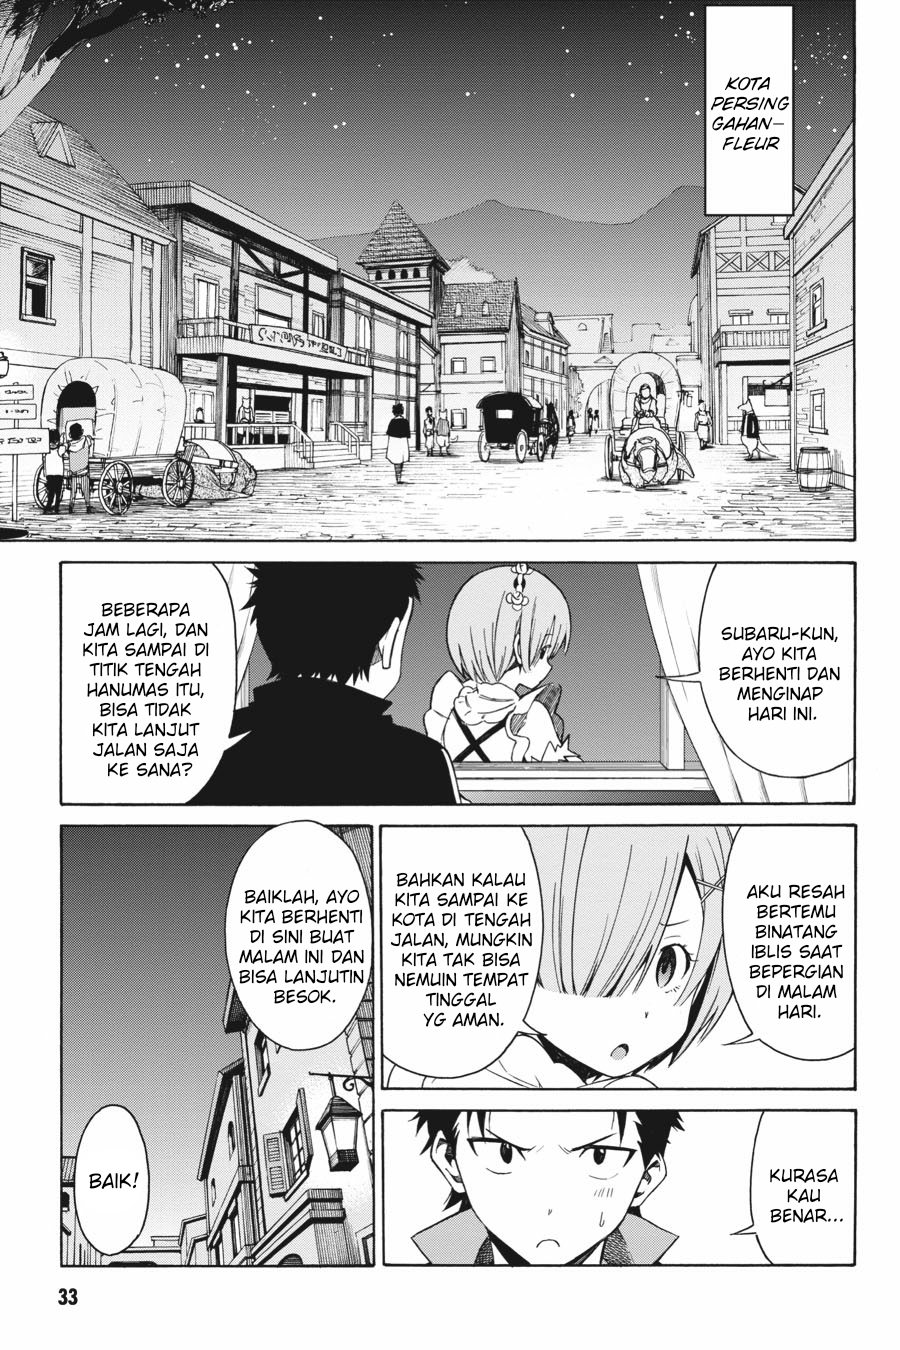 KOTA
PERSING
GAHAN-
FLEUR
SUBARU-KUN,
AYO KITA
BERHENTI DAN
MENGINAP
HARI INI.
BEBERAPA
JAM LAGI, DAN
KITA SAMPAI DI
TITIK TENGAH
HANUMAS ITU,
BISA TIDAK
KITA LANJUT
JALAN SAJA
KE SANA?
AKU RESAH
BERTEMU
BINATANG
IBLIS SAAT
BEPERGIAN
DI MALAM
HARI.
BAHKAN KALAU
KITA SAMPAI KE
KOTA DI TENGAH
JALAN, MUNGKIN
KITA TAK BISA
NEMUIN TEMPAT
TINGGAL
YG AMAN.
KURASA
KAU
BENAR...
BAIKLAH, AYO
KITA BERHENTI
DI SINI BUAT
MALAM INI DAN
BISA LANJUTIN
BESOK.
BAIK!
33